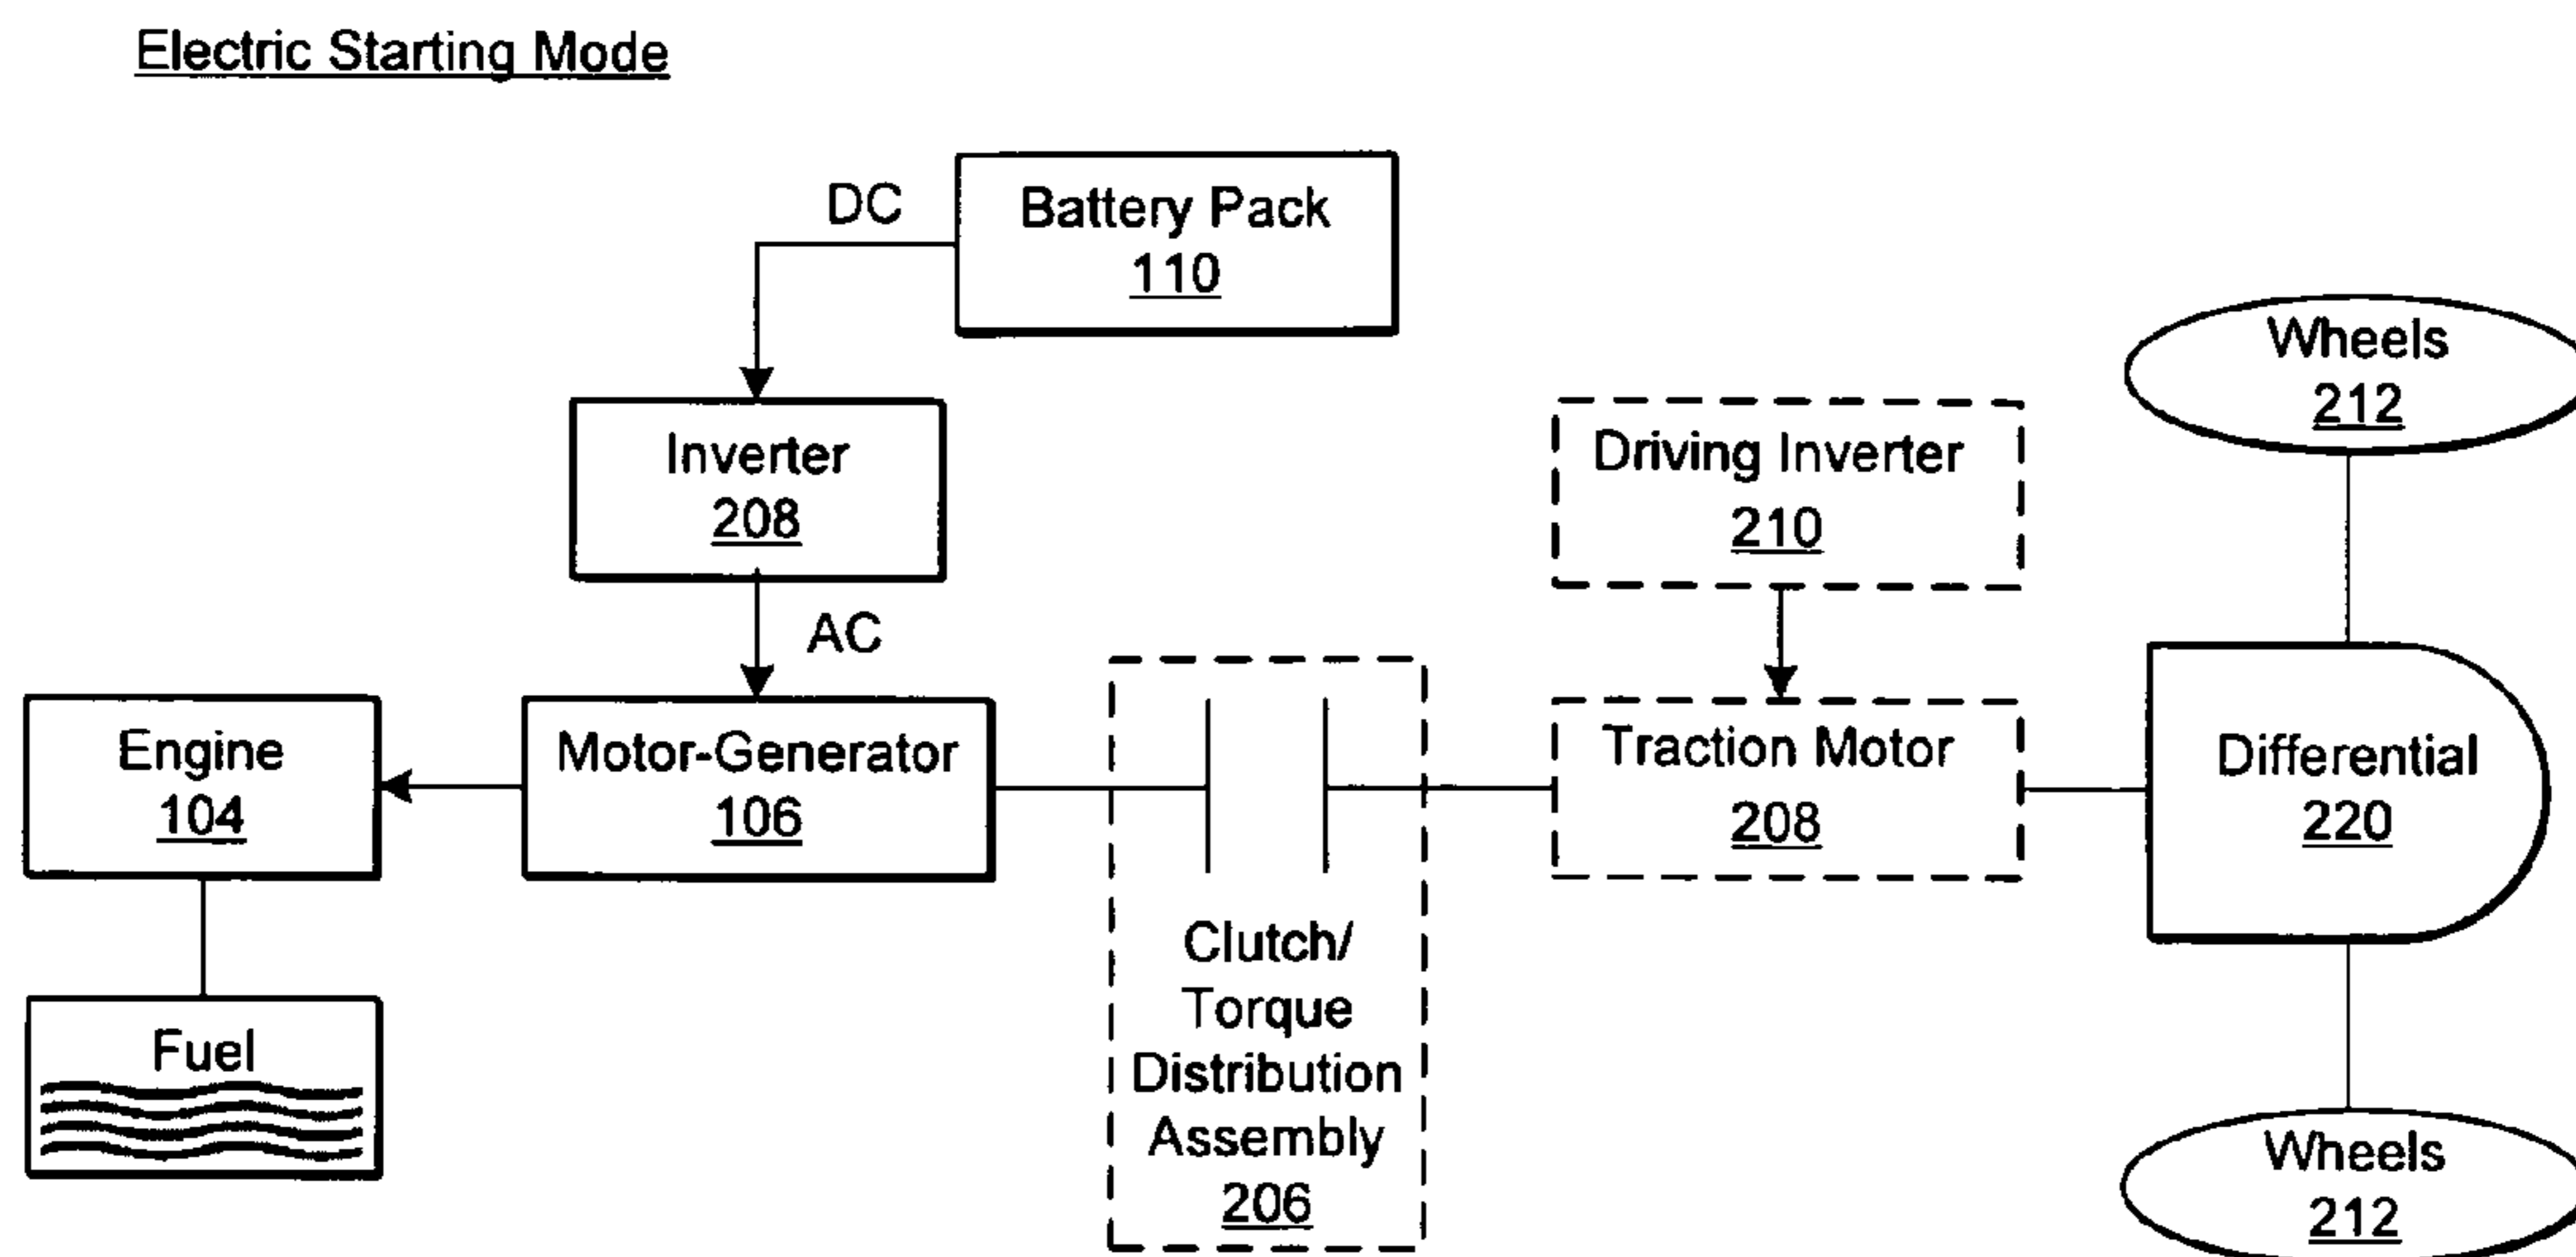 Electric Starting Mode
DC
Battery Pack
110
Inverter
208
AC
Driving Inverter
210
Wheels
212
Engine
104
Motor-Generator
106
Traction Motor
208
Differential
220
Fuel
Clutch/
Torque
Distribution
Assembly
206
Wheels
212